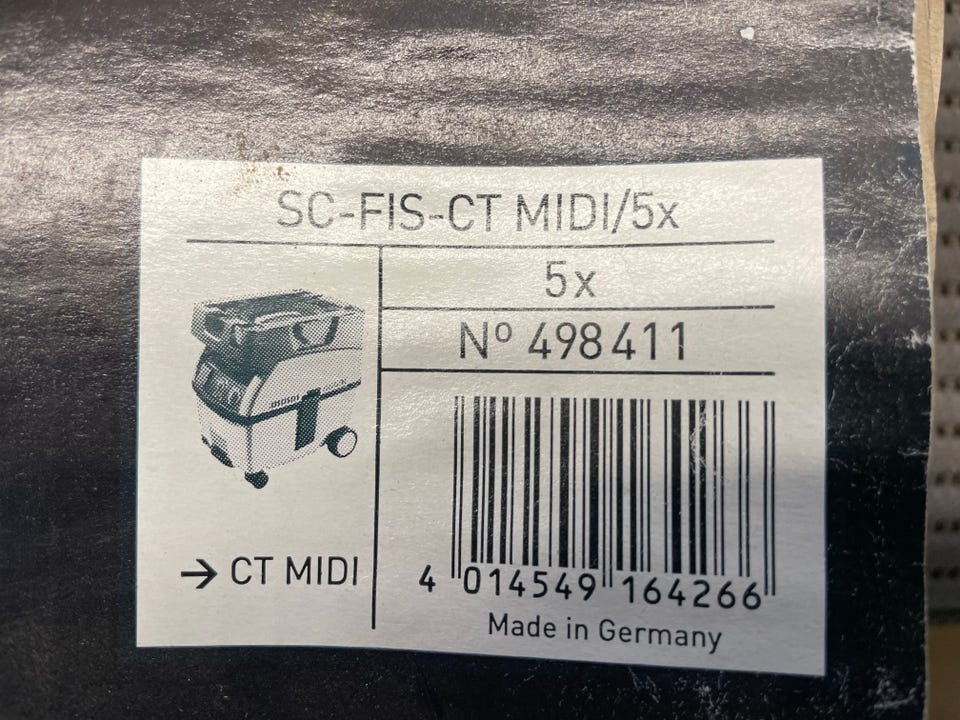 SC-FIS-CT MIDI/5x
5x
Nº 498411
→ CT MIDI
4 014549 164266
Made in Germany